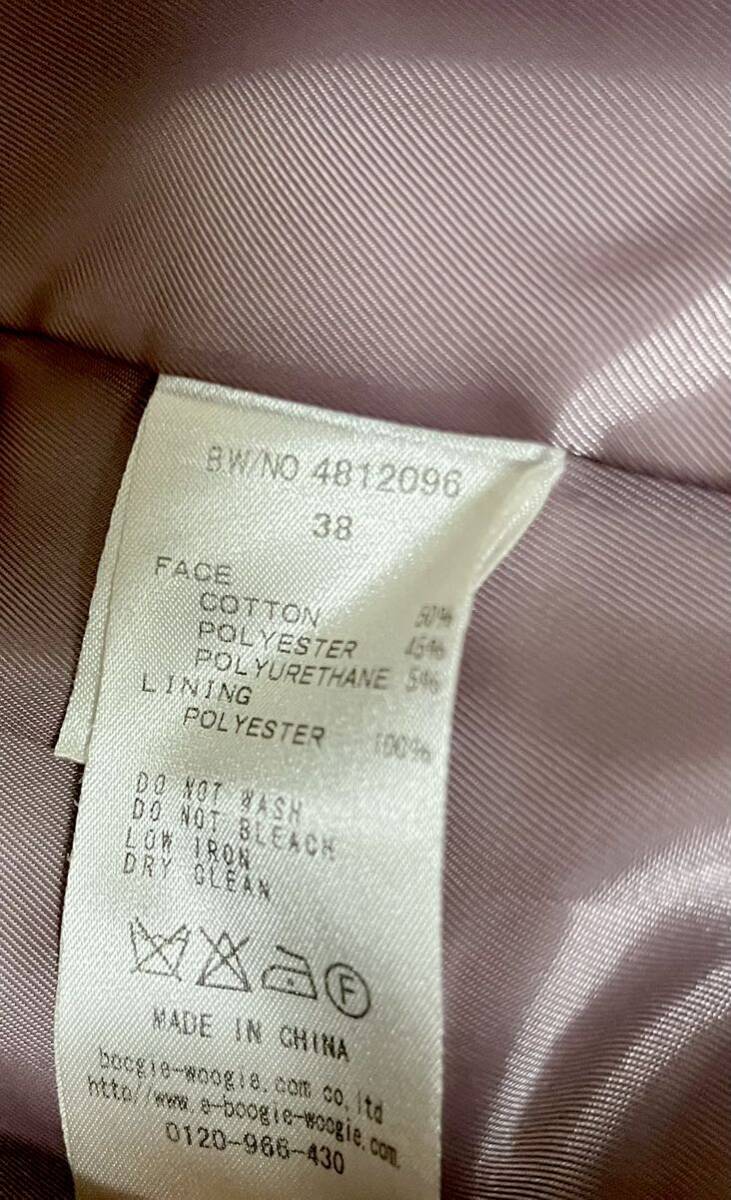 BW/NO 4812096
38
FACE
COTTON 50%
POLYESTER 45%
POLYURETHANE 5%
LINING
POLYESTER 100%
DO NOT WASH
DO NOT BLEACH
LOW IRON
DRY CLEAN
F
MADE IN CHINA
boogie-woogie.com co.ltd
http//www.e-boogie-woogie.com.
0120-966-430